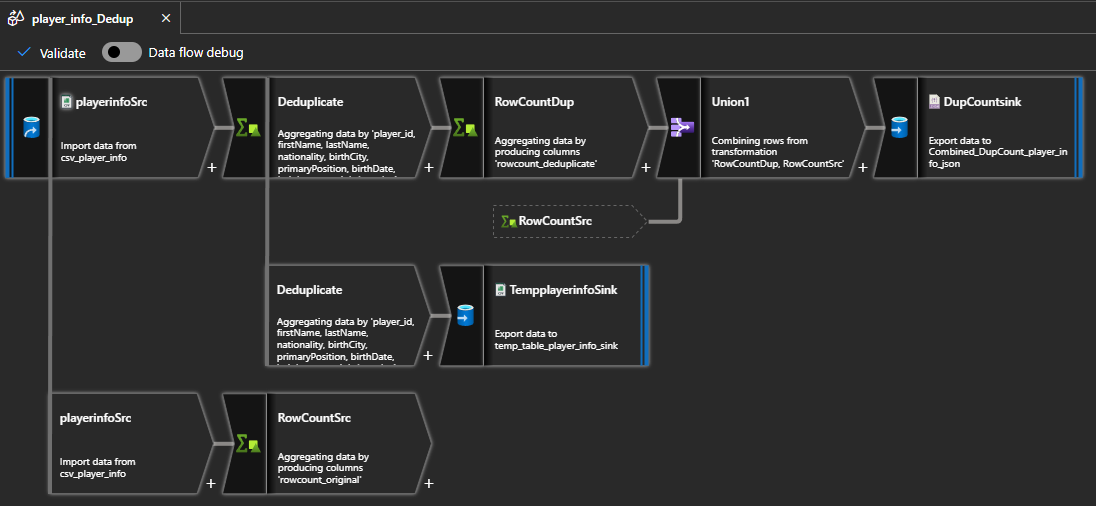 player_info_Dedup
Validate
Data flow debug
playerinfoSrc
Import data from
csv_player_info
+
Deduplicate
Aggregating data by 'player_id,
firstName, lastName,
nationality, birthCity,
primaryPosition, birthDate,
+
RowCountDup
Aggregating data by
producing columns
'rowcount_deduplicate'
+
Union1
Combining rows from
transformation
'RowCountDup, RowCountSrc'
+
DupCountsink
Export data to
Combined_DupCount_player_in
fo_json
RowCountSrc
Deduplicate
Aggregating data by 'player_id,
firstName, lastName,
nationality, birthCity,
primaryPosition, birthDate,
+
TempplayerinfoSink
Export data to
temp_table_player_info_sink
playerinfoSrc
Import data from
csv_player_info
+
RowCountSrc
Aggregating data by
producing columns
'rowcount_original'
+